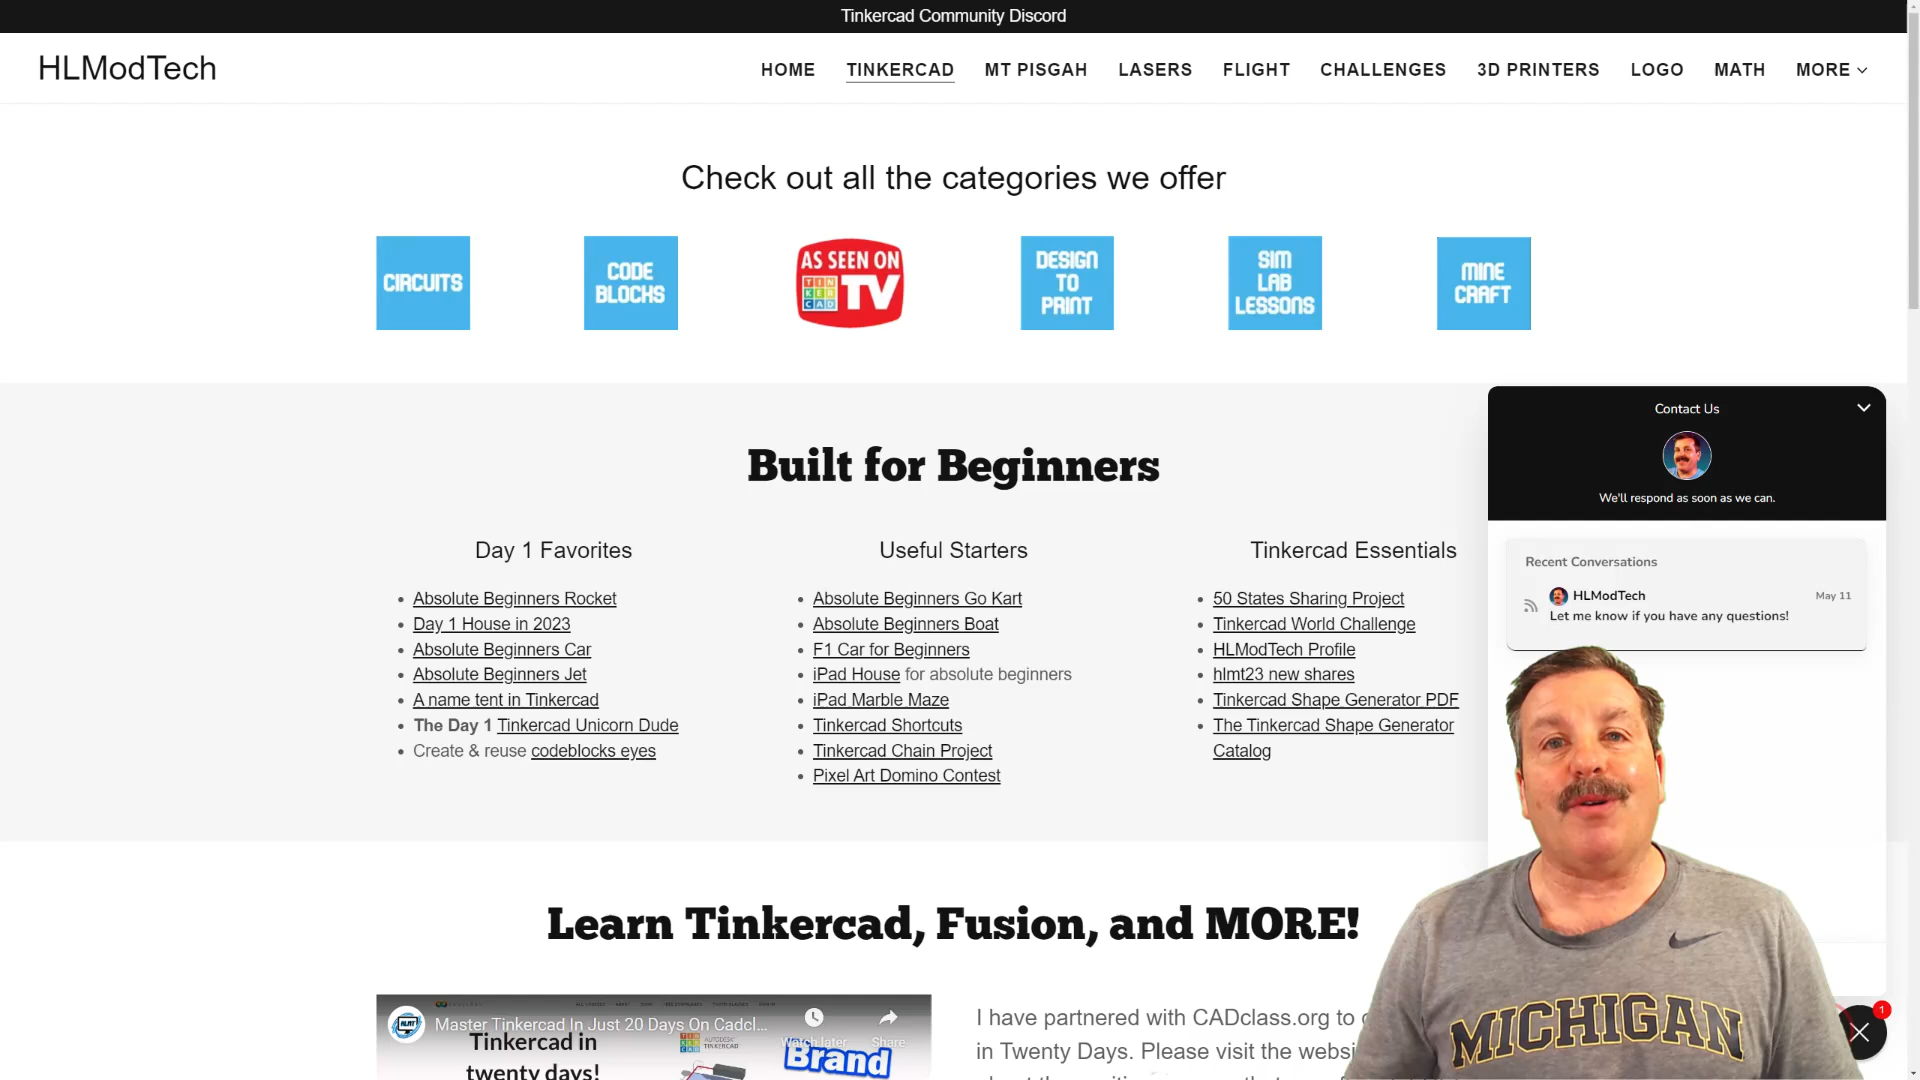 Tinkercad Community Discord
HLModTech
HOME TINKERCAD MT PISGAH LASERS FLIGHT CHALLENGES 3D PRINTERS LOGO MATH MORE
Check out all the categories we offer
CIRCUITS
CODE
BLOCKS
AS SEEN ON
TIN
KER
CAD
TV
DESIGN
TO
PRINT
SIM
LAB
LESSONS
MINE
CRAFT
Built for Beginners
Day 1 Favorites
Absolute Beginners Rocket
Day 1 House in 2023
Absolute Beginners Car
Absolute Beginners Jet
A name tent in Tinkercad
The Day 1 Tinkercad Unicorn Dude
Create & reuse codeblocks eyes
Useful Starters
Absolute Beginners Go Kart
Absolute Beginners Boat
F1 Car for Beginners
iPad House for absolute beginners
iPad Marble Maze
Tinkercad Shortcuts
Tinkercad Chain Project
Pixel Art Domino Contest
Tinkercad Essentials
50 States Sharing Project
Tinkercad World Challenge
HLModTech Profile
hlmt23 new shares
Tinkercad Shape Generator PDF
The Tinkercad Shape Generator
Catalog
Contact Us
We'll respond as soon as we can.
Recent Conversations
HLModTech May 11
Let me know if you have any questions!
Learn Tinkercad, Fusion, and MORE!
HLMT
Master Tinkercad In Just 20 Days On Cadcl...
Watch later Share
Tinkercad in
twenty days!
AUTODESK
TINKERCAD
Brand
I have partnered with CADclass.org to
in Twenty Days. Please visit the
MICHIGAN
1